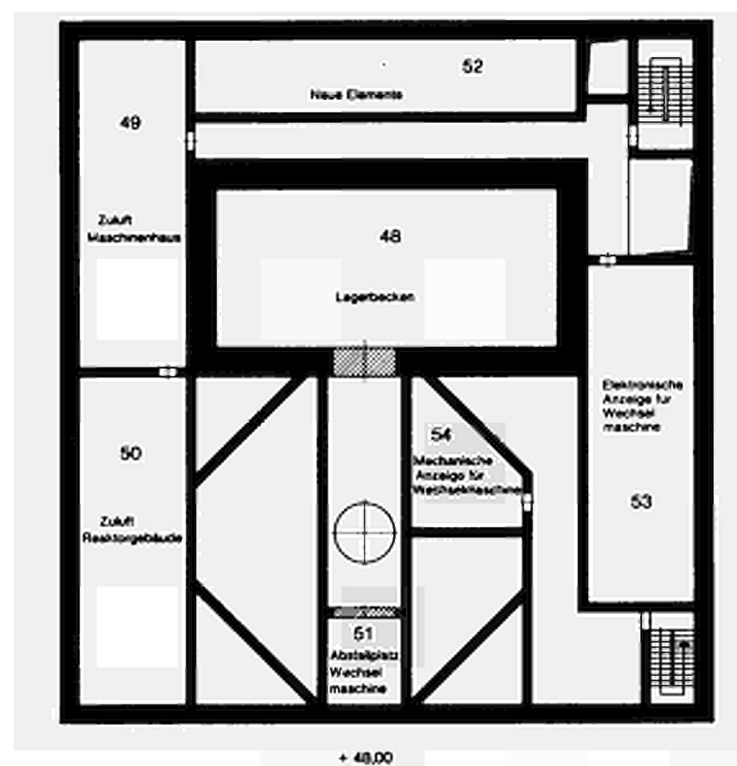 52
Neue Elemente
49
Zuluft
Maschinenhaus
48
Lagerbecken
Elektronische
Anzeige für
Wechsel
maschine
53
54
Mechanische
Anzeige für
Wechselmaschine
50
Zuluft
Reaktorgebäude
51
Abstellplatz
Wechsel
maschine
+ 48,00